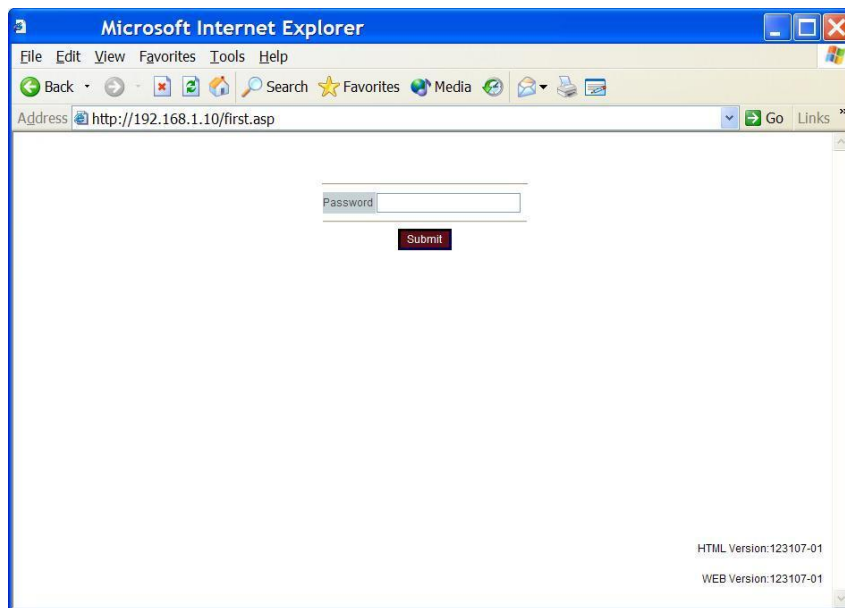 Microsoft Internet Explorer
File Edit View Favorites Tools Help
Back Search Favorites Media
Address http://192.168.1.10/first.asp Go Links »
Password
Submit
HTML Version:123107-01
WEB Version:123107-01